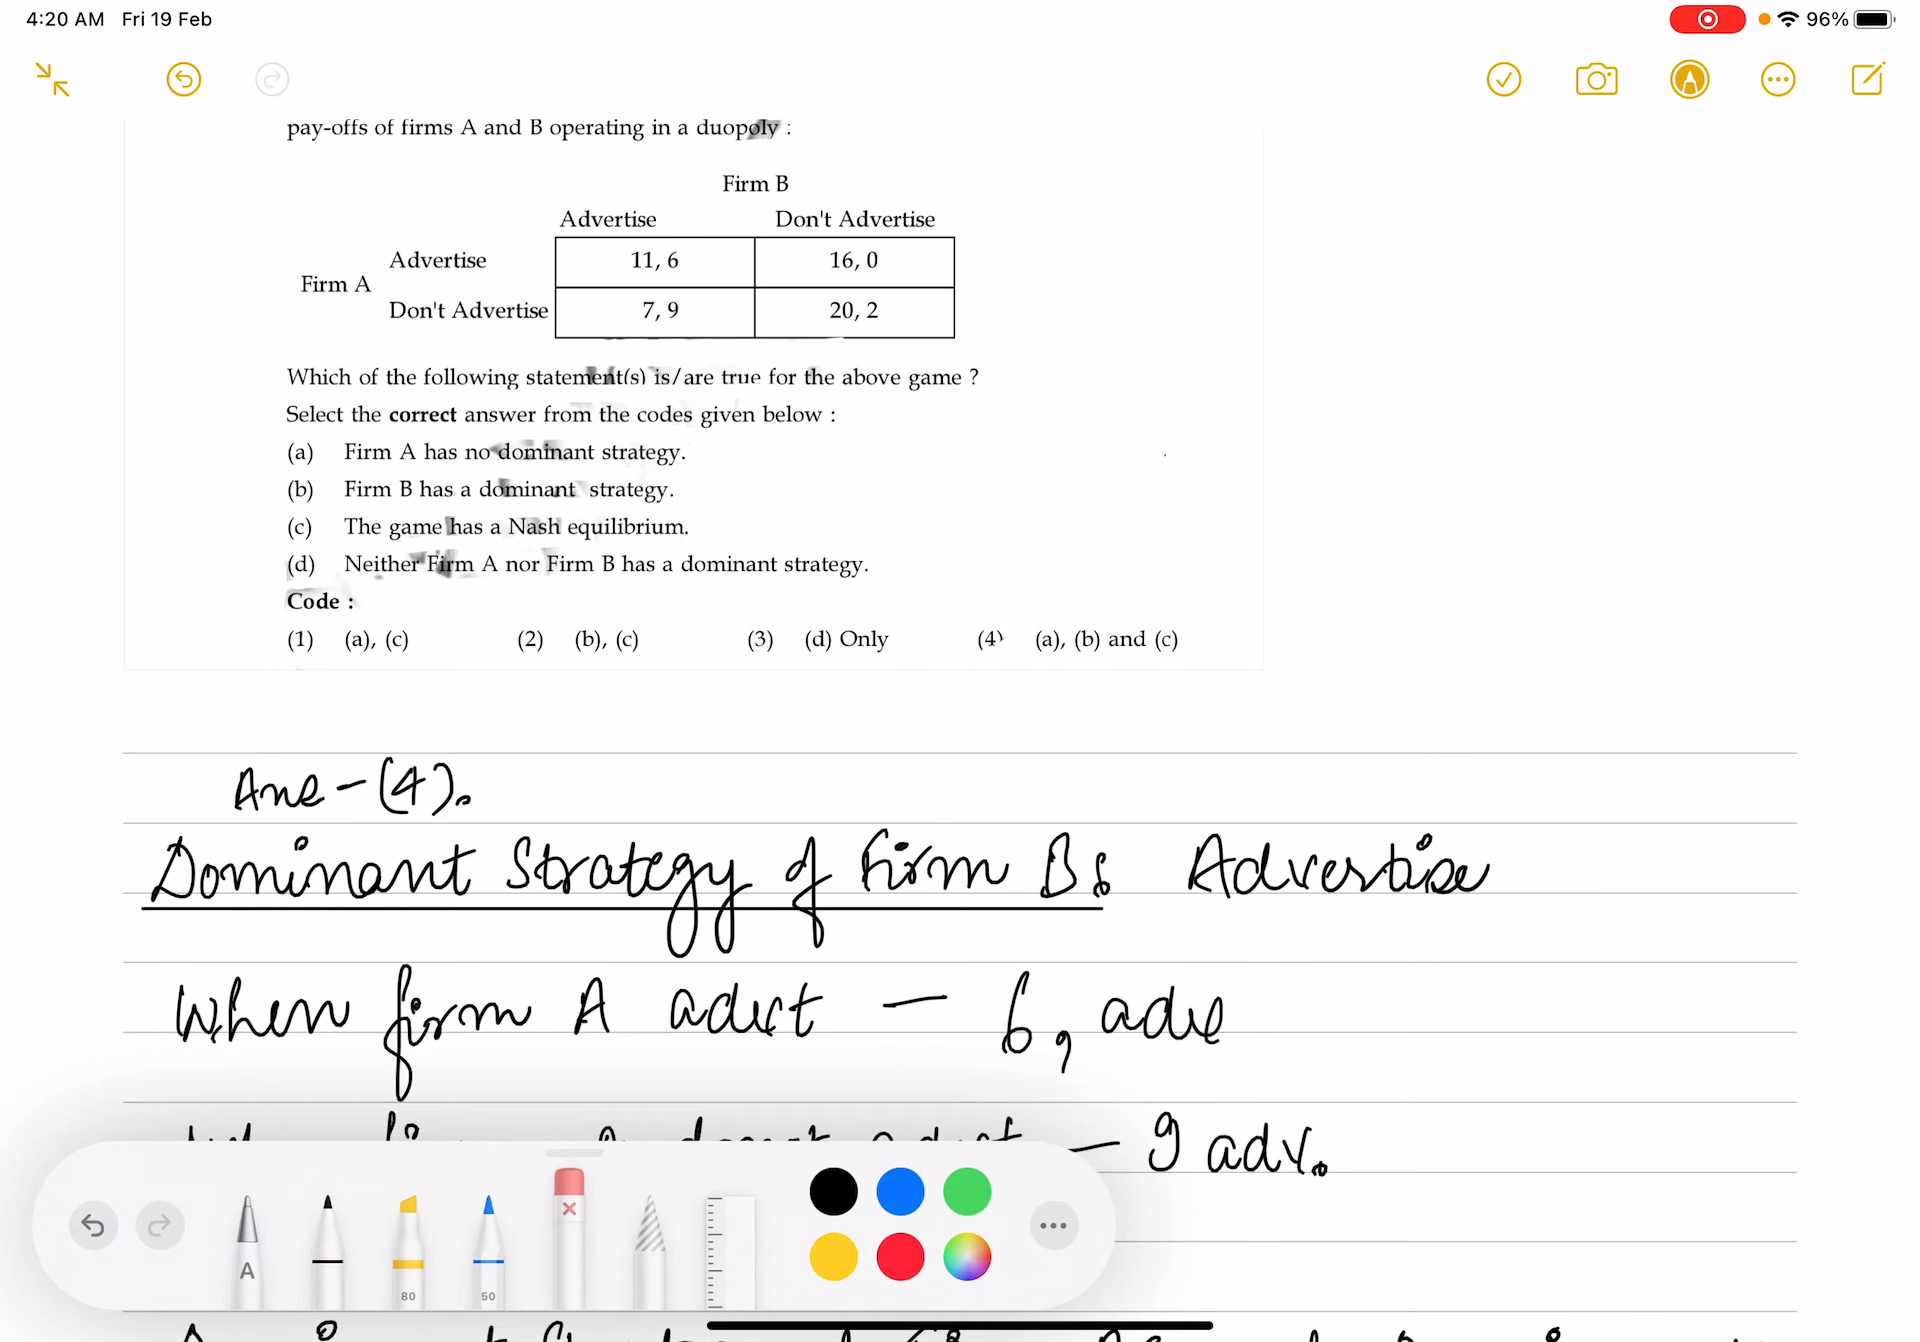 4:20 AM Fri 19 Feb 96%
pay-offs of firms A and B operating in a duopoly :
Firm B
Advertise Don't Advertise
Advertise 11, 6 16, 0
Firm A
Don't Advertise 7, 9 20, 2
Which of the following statement(s) is/are true for the above game ?
Select the correct answer from the codes given below :
(a) Firm A has no dominant strategy.
(b) Firm B has a dominant strategy.
(c) The game has a Nash equilibrium.
(d) Neither Firm A nor Firm B has a dominant strategy.
Code :
(1) (a), (c) (2) (b), (c) (3) (d) Only (4) (a), (b) and (c)
Ans - (4).
Dominant Strategy of Firm B: Advertise
When firm A advt - 6, adv
- 9 adv.
A
80 50